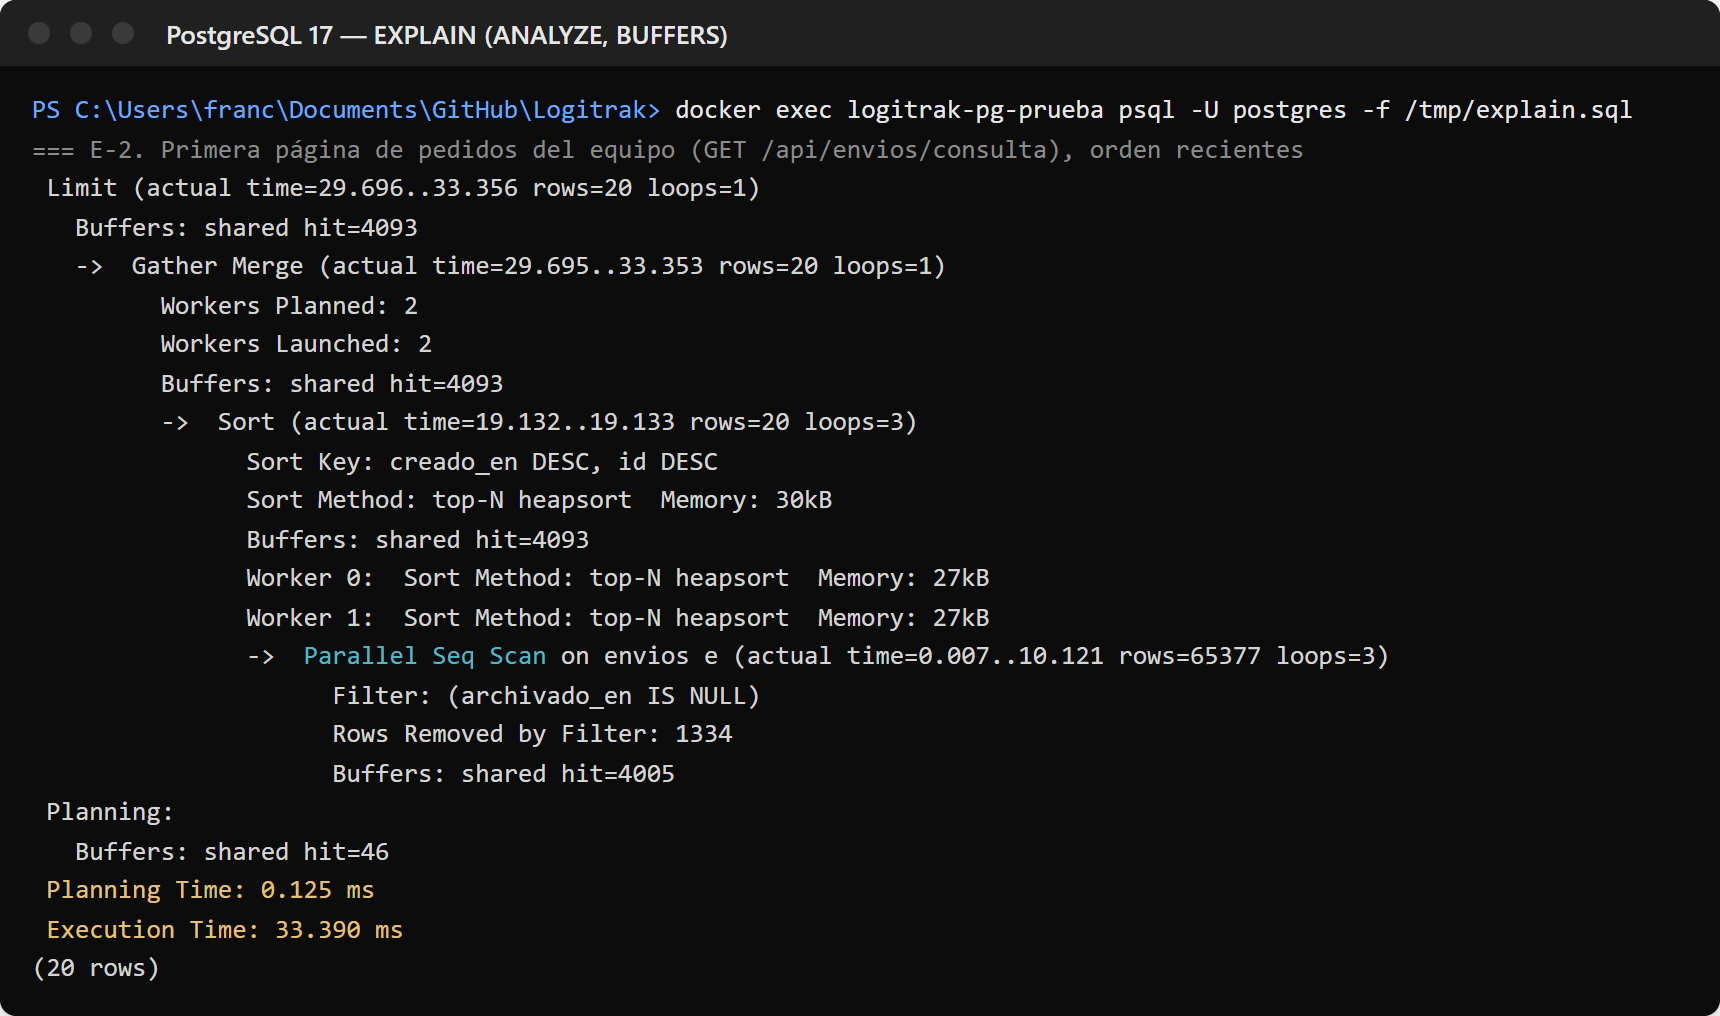 PostgreSQL 17 — EXPLAIN (ANALYZE, BUFFERS)
PS C:\Users\franc\Documents\GitHub\Logitrak> docker exec logitrak-pg-prueba psql -U postgres -f /tmp/explain.sql
=== E-2. Primera página de pedidos del equipo (GET /api/envios/consulta), orden recientes
Limit (actual time=29.696..33.356 rows=20 loops=1)
Buffers: shared hit=4093
-> Gather Merge (actual time=29.695..33.353 rows=20 loops=1)
Workers Planned: 2
Workers Launched: 2
Buffers: shared hit=4093
-> Sort (actual time=19.132..19.133 rows=20 loops=3)
Sort Key: creado_en DESC, id DESC
Sort Method: top-N heapsort  Memory: 30kB
Buffers: shared hit=4093
Worker 0:  Sort Method: top-N heapsort  Memory: 27kB
Worker 1:  Sort Method: top-N heapsort  Memory: 27kB
-> Parallel Seq Scan on envios e (actual time=0.007..10.121 rows=65377 loops=3)
Filter: (archivado_en IS NULL)
Rows Removed by Filter: 1334
Buffers: shared hit=4005
Planning:
Buffers: shared hit=46
Planning Time: 0.125 ms
Execution Time: 33.390 ms
(20 rows)